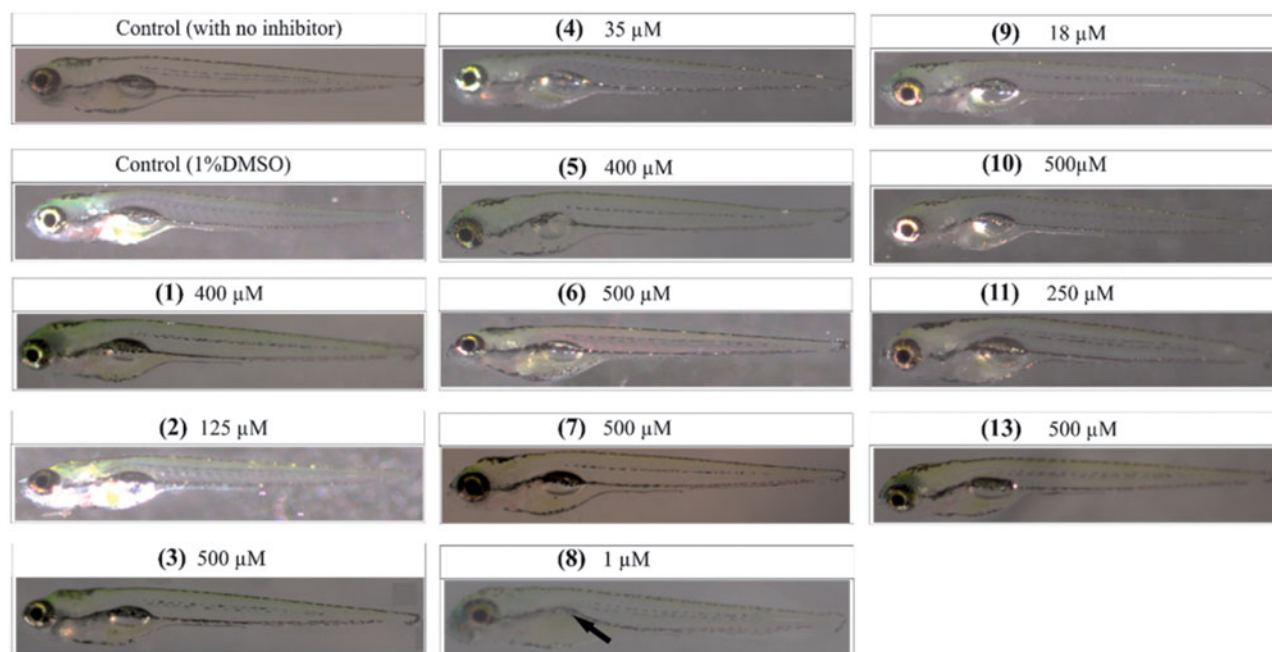 Control (with no inhibitor)
(4) 35 µM
(9) 18 µM
Control (1%DMSO)
(5) 400 µM
(10) 500µM
(1) 400 µM
(6) 500 µM
(11) 250 µM
(2) 125 µM
(7) 500 µM
(13) 500 µM
(3) 500 µM
(8) 1 µM